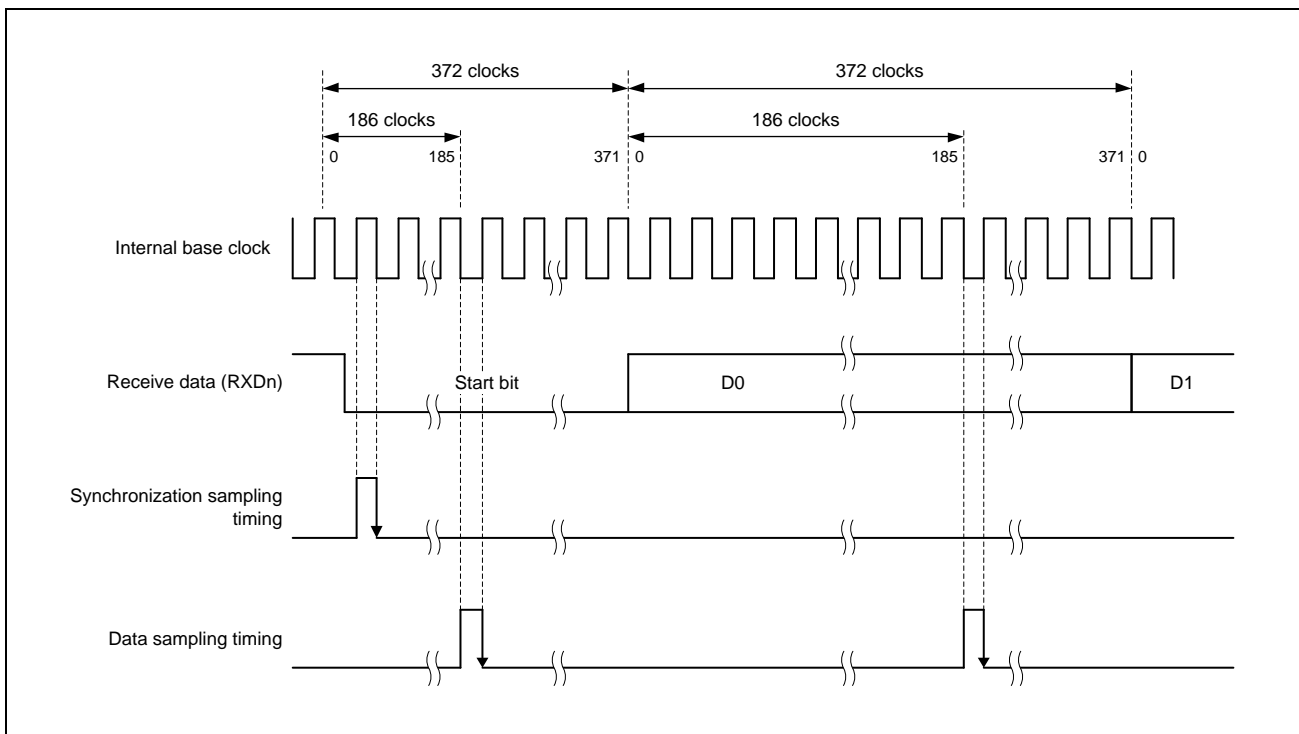 372 clocks 372 clocks
186 clocks 186 clocks
0 185 371 0 185 371 0
Internal base clock
Receive data (RXDn) Start bit D0 D1
Synchronization sampling
timing
Data sampling timing